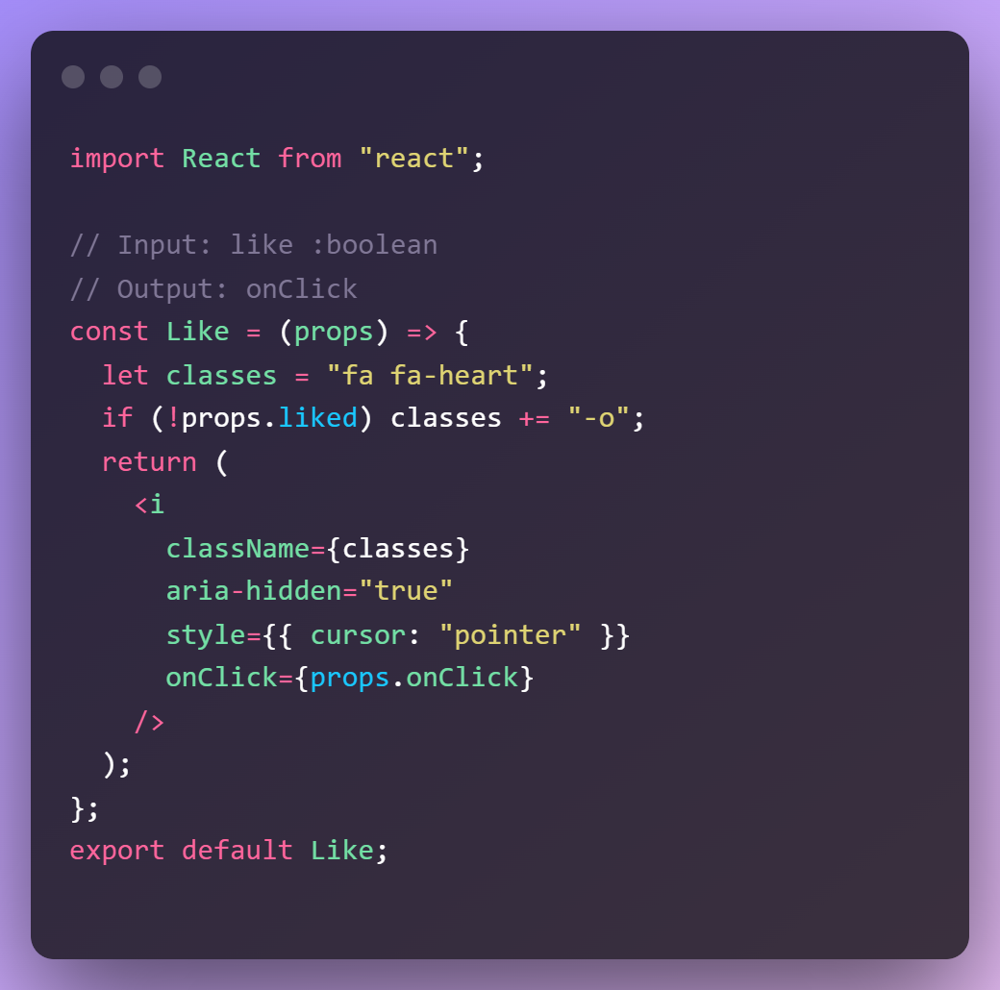 import React from "react";

// Input: like :boolean
// Output: onClick
const Like = (props) => {
  let classes = "fa fa-heart";
  if (!props.liked) classes += "-o";
  return (
    <i
      className={classes}
      aria-hidden="true"
      style={{ cursor: "pointer" }}
      onClick={props.onClick}
    />
  );
};
export default Like;